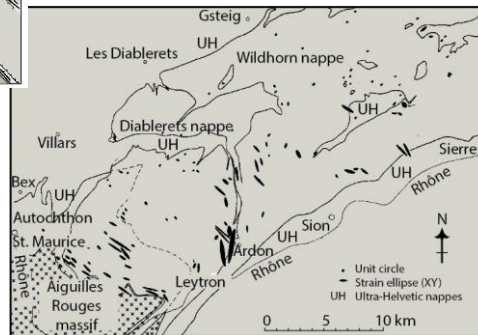 Gsteig
Les Diablerets
UH
Wildhorn nappe
UH
Diablerets nappe
UH
Villars
Sierre
UH
Rhône
Bex
UH
Autochthon
Sion
N
St. Maurice
UH
Ardon
Rhône
Rhône
Leytron
Aiguilles
Rouges
massif
Unit circle
Strain ellipse (XY)
UH Ultra-Helvetic nappes
0 5 10 km